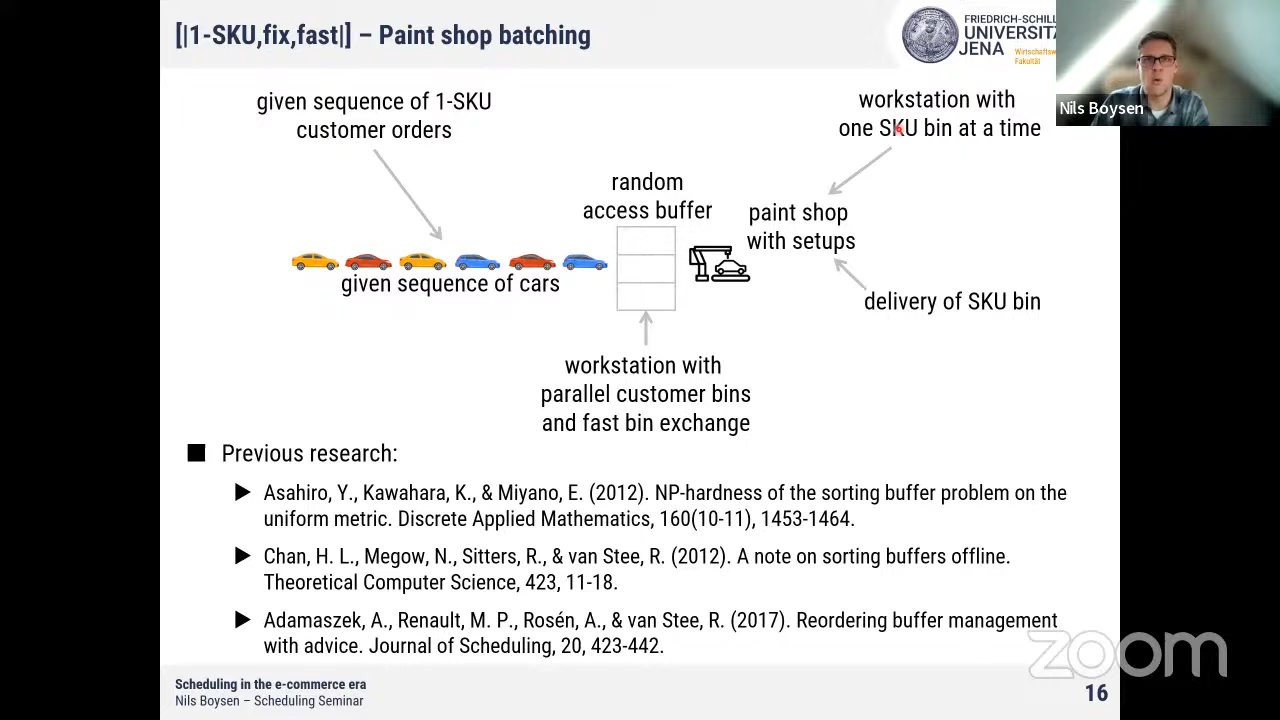 [|1-SKU,fix,fast|] – Paint shop batching
FRIEDRICH-SCHILL
UNIVERSITÄ
JENA
Wirtschaftsw
Fakultät
Nils Boysen
given sequence of 1-SKU
customer orders
workstation with
one SKU bin at a time
random
access buffer
paint shop
with setups
given sequence of cars
delivery of SKU bin
workstation with
parallel customer bins
and fast bin exchange
Previous research:
Asahiro, Y., Kawahara, K., & Miyano, E. (2012). NP-hardness of the sorting buffer problem on the
uniform metric. Discrete Applied Mathematics, 160(10-11), 1453-1464.
Chan, H. L., Megow, N., Sitters, R., & van Stee, R. (2012). A note on sorting buffers offline.
Theoretical Computer Science, 423, 11-18.
Adamaszek, A., Renault, M. P., Rosén, A., & van Stee, R. (2017). Reordering buffer management
with advice. Journal of Scheduling, 20, 423-442.
zoom
Scheduling in the e-commerce era
Nils Boysen – Scheduling Seminar
16